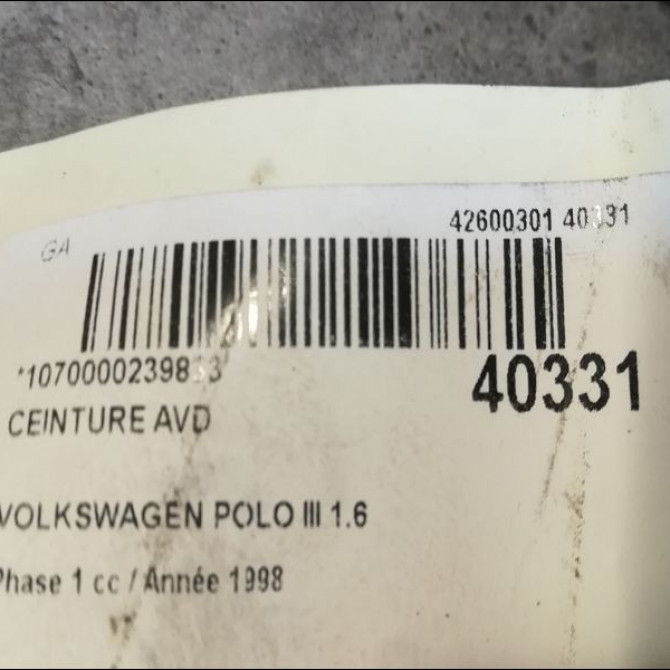 42600301 40331
GA
CEINTURE AVD
40331
VOLKSWAGEN POLO III 1.6
Phase 1 cc / Année 1998